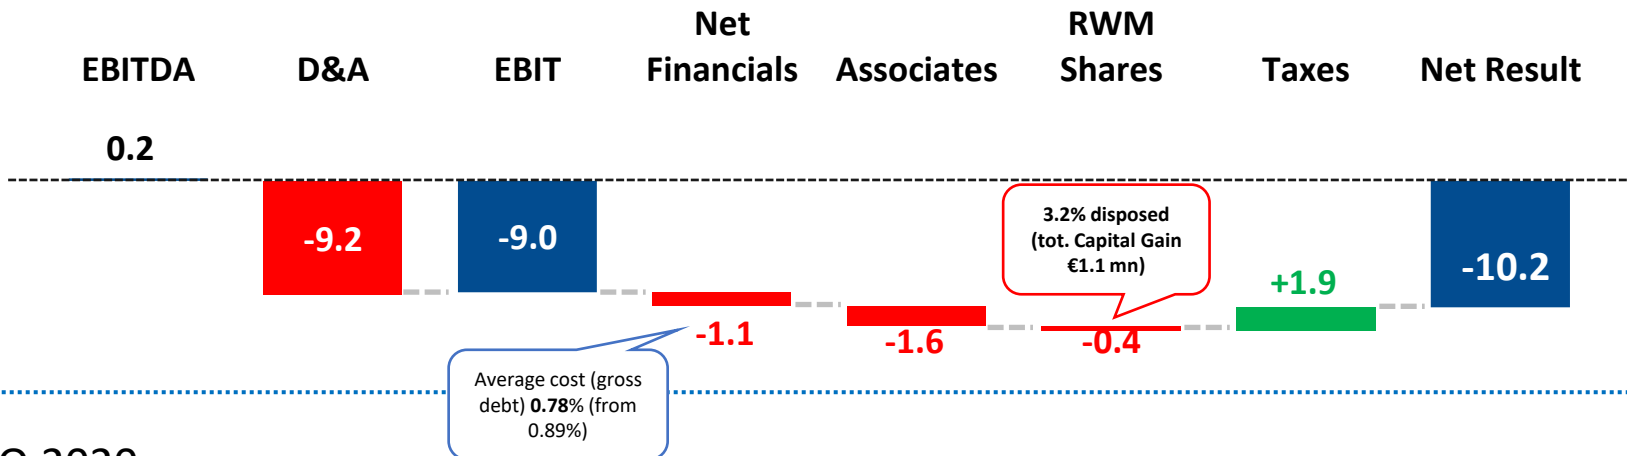 Net
Financials
RWM
Shares
EBITDA
D&A
EBIT
Associates
Taxes
Net Result
0.2
-9.2
-9.0
-1.1
-1.6
-0.4
+1.9
-10.2
3.2% disposed
(tot. Capital Gain
€1.1 mn)
Average cost (gross
debt) 0.78% (from
0.89%)